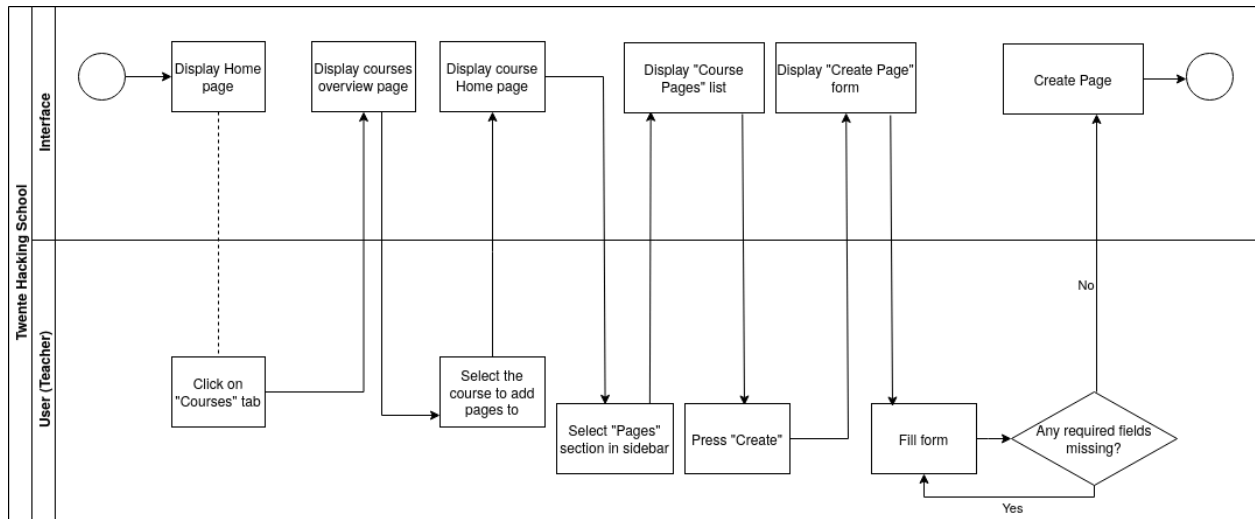 Twente Hacking School
Interface
Display Home
page
Display courses
overview page
Display course
Home page
Display "Course
Pages" list
Display "Create Page"
form
Create Page
User (Teacher)
Click on
"Courses" tab
Select the
course to add
pages to
Select "Pages"
section in sidebar
Press "Create"
Fill form
Any required fields
missing?
No
Yes